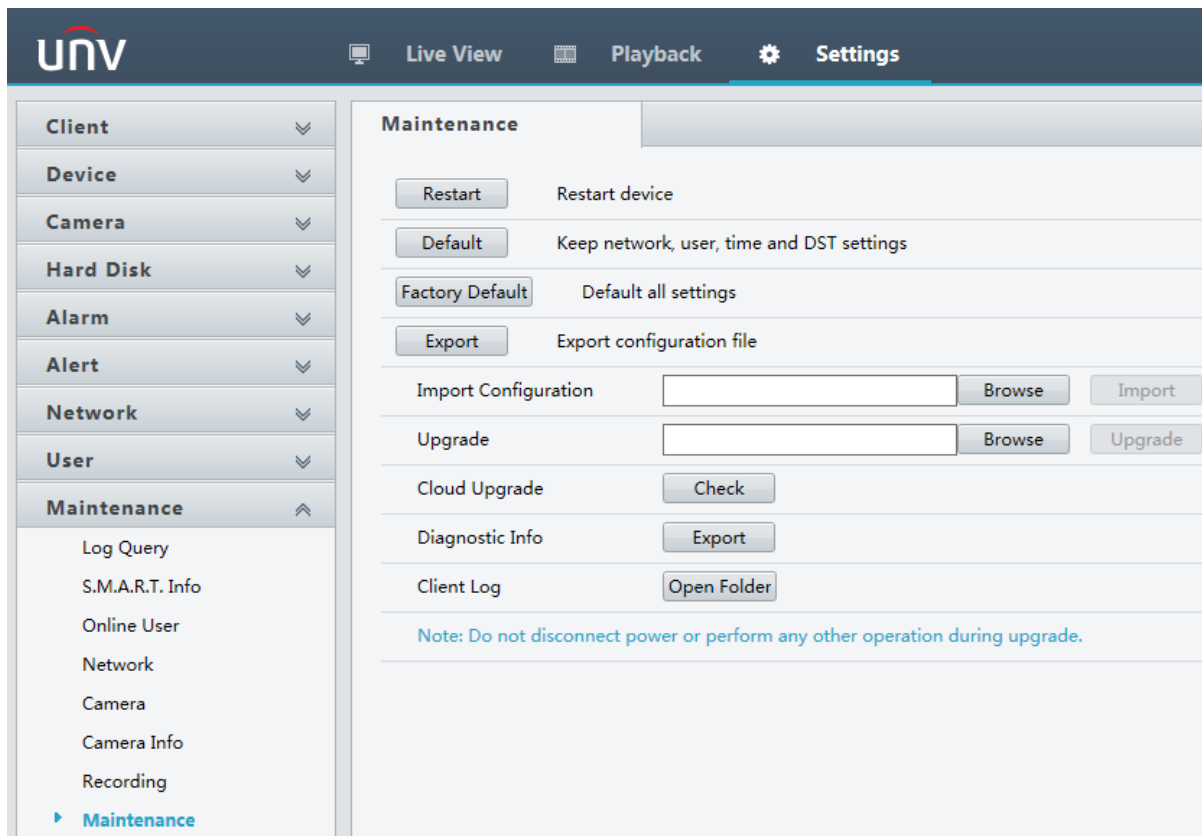 unv
Live View
Playback
Settings
Client
Device
Camera
Hard Disk
Alarm
Alert
Network
User
Maintenance
Log Query
S.M.A.R.T. Info
Online User
Network
Camera
Camera Info
Recording
Maintenance
Maintenance
Restart Restart device
Default Keep network, user, time and DST settings
Factory Default Default all settings
Export Export configuration file
Import Configuration Browse Import
Upgrade Browse Upgrade
Cloud Upgrade Check
Diagnostic Info Export
Client Log Open Folder
Note: Do not disconnect power or perform any other operation during upgrade.